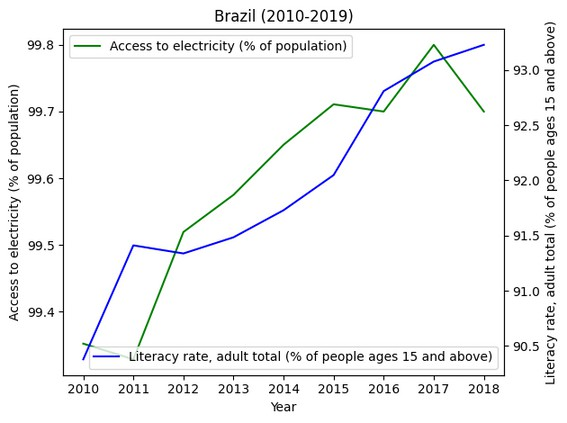 Brazil (2010-2019)
Access to electricity (% of population)
Access to electricity (% of population)
99.8
99.7
99.6
99.5
99.4
Literacy rate, adult total (% of people ages 15 and above)
93.0
92.5
92.0
91.5
91.0
90.5
Literacy rate, adult total (% of people ages 15 and above)
2010 2011 2012 2013 2014 2015 2016 2017 2018
Year